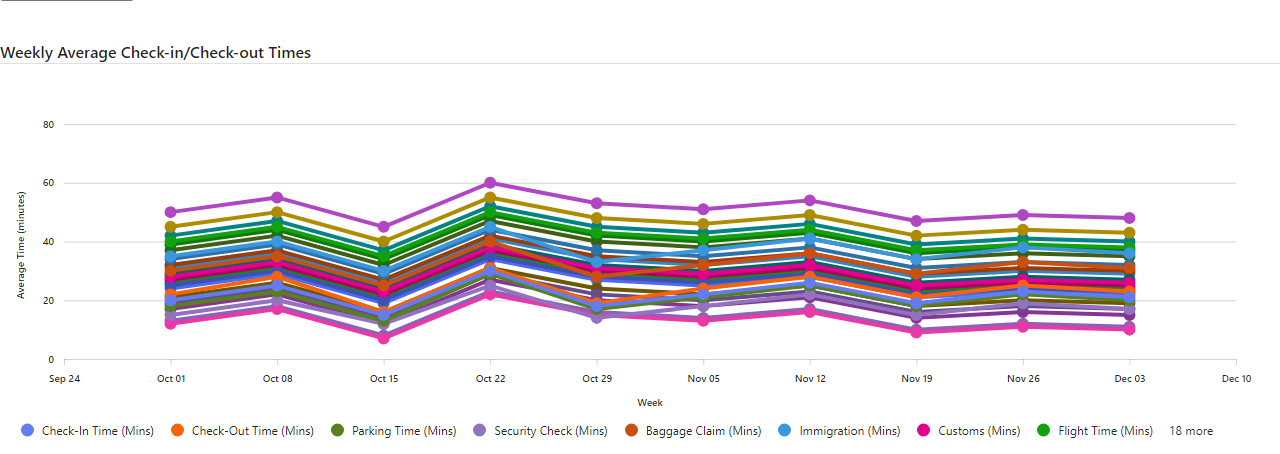 Weekly Average Check-in/Check-out Times
80
60
40
20
0
Average Time (minutes)
Sep 24 Oct 01 Oct 08 Oct 15 Oct 22 Oct 29 Nov 05 Nov 12 Nov 19 Nov 26 Dec 03 Dec 10
Week
Check-In Time (Mins) Check-Out Time (Mins) Parking Time (Mins) Security Check (Mins) Baggage Claim (Mins) Immigration (Mins) Customs (Mins) Flight Time (Mins) 18 more